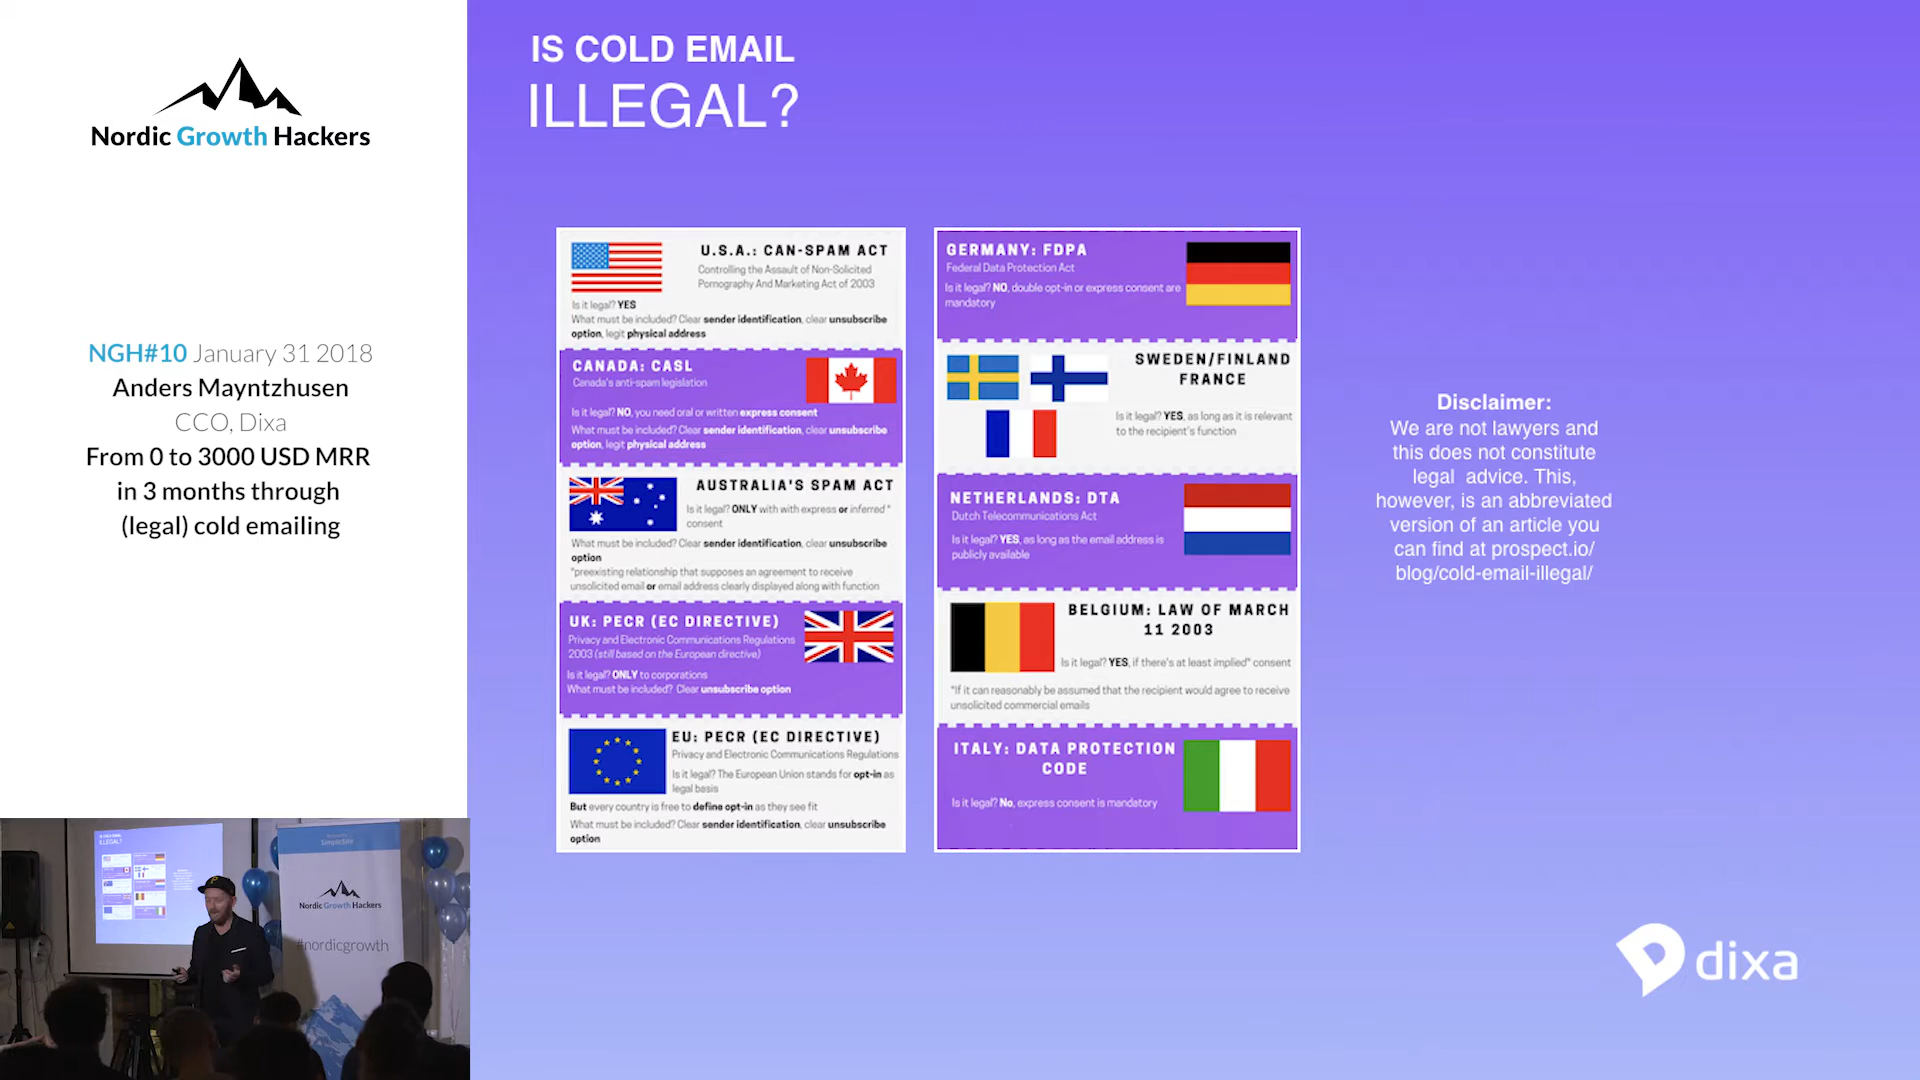 Nordic Growth Hackers
NGH#10 January 31 2018
Anders Mayntzhusen
CCO, Dixa
From 0 to 3000 USD MRR
in 3 months through
(legal) cold emailing
IS COLD EMAIL
ILLEGAL?
U.S.A.: CAN-SPAM ACT
Controlling the Assault of Non-Solicited
Pornography And Marketing Act of 2003
Is it legal? YES
What must be included? Clear sender identification, clear unsubscribe
option, legit physical address
CANADA: CASL
Canada's anti-spam legislation
Is it legal? NO, you need oral or written express consent
What must be included? Clear sender identification, clear unsubscribe
option, legit physical address
AUSTRALIA'S SPAM ACT
Is it legal? ONLY with with express or inferred*
consent
What must be included? Clear sender identification, clear unsubscribe
option
*preexisting relationship that supposes an agreement to receive
unsolicited email or email address clearly displayed along with function
UK: PECR (EC DIRECTIVE)
Privacy and Electronic Communications Regulations
2003 (still based on the European directive)
Is it legal? ONLY to corporations
What must be included? Clear unsubscribe option
EU: PECR (EC DIRECTIVE)
Privacy and Electronic Communications Regulations
Is it legal? The European Union stands for opt-in as
legal basis
But every country is free to define opt-in as they see fit
What must be included? Clear sender identification, clear unsubscribe
option
GERMANY: FDPA
Federal Data Protection Act
Is it legal? NO, double opt-in or express consent are
mandatory
SWEDEN/FINLAND
FRANCE
Is it legal? YES, as long as it is relevant
to the recipient's function
NETHERLANDS: DTA
Dutch Telecommunications Act
Is it legal? YES, as long as the email address is
publicly available
BELGIUM: LAW OF MARCH
11 2003
Is it legal? YES, if there's at least implied* consent
*If it can reasonably be assumed that the recipient would agree to receive
unsolicited commercial emails
ITALY: DATA PROTECTION
CODE
Is it legal? No, express consent is mandatory
Disclaimer:
We are not lawyers and
this does not constitute
legal advice. This,
however, is an abbreviated
version of an article you
can find at prospect.io/
blog/cold-email-illegal/
dixa
IS COLD EMAIL
ILLEGAL?
Nordic Growth Hackers
#nordicgrowth